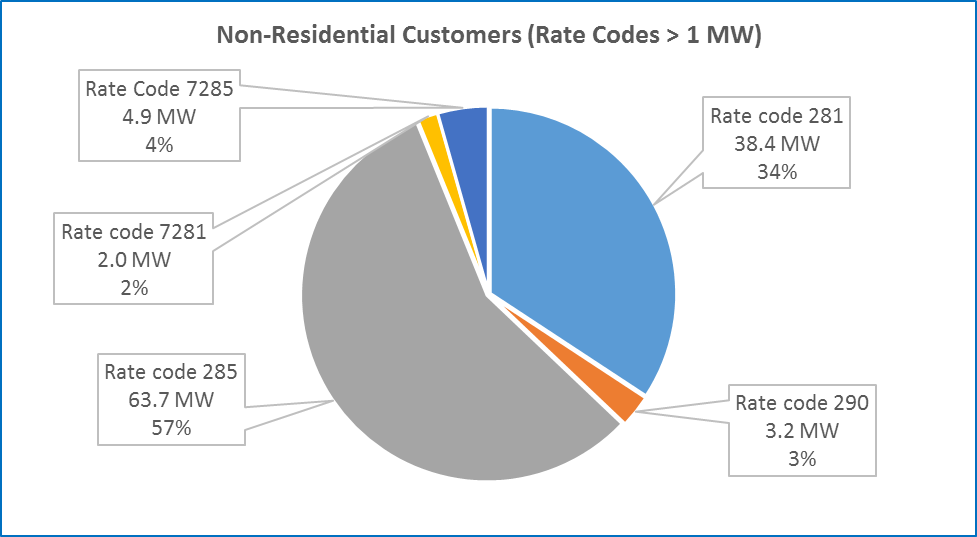 Non-Residential Customers (Rate Codes > 1 MW)
Rate Code 7285
4.9 MW
4%
Rate code 281
38.4 MW
34%
Rate code 7281
2.0 MW
2%
Rate code 285
63.7 MW
57%
Rate code 290
3.2 MW
3%